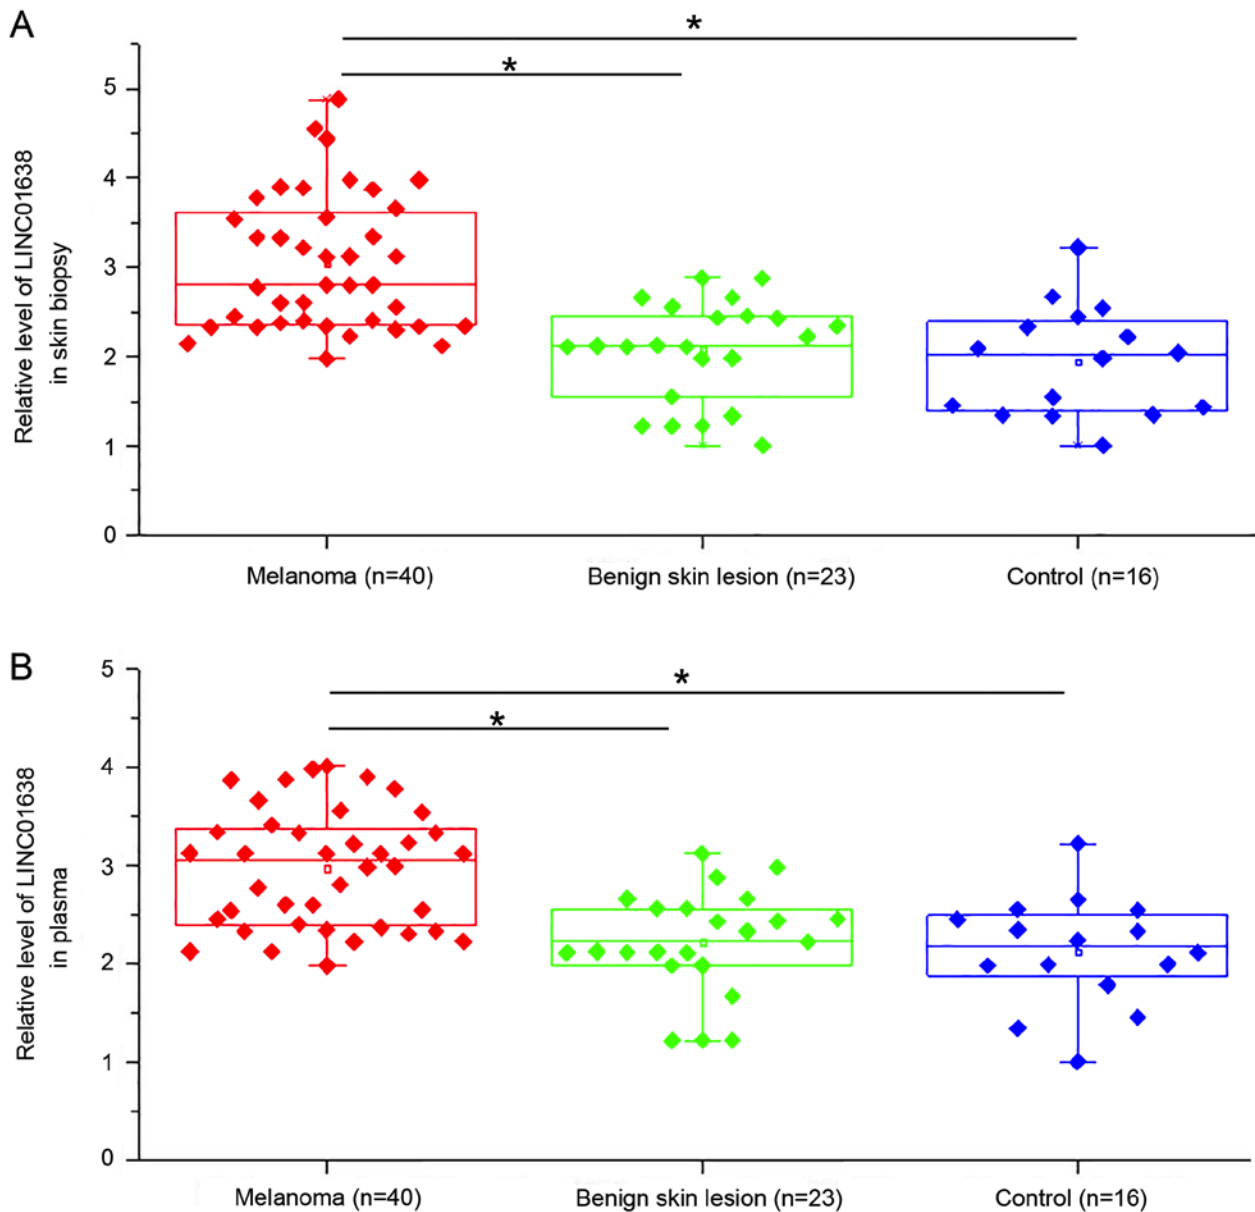 A
*
*
5
4
3
2
1
0
Relative level of LINC01638
in skin biopsy
Melanoma (n=40)
Benign skin lesion (n=23)
Control (n=16)
B
*
*
5
4
3
2
1
0
Relative level of LINC01638
in plasma
Melanoma (n=40)
Benign skin lesion (n=23)
Control (n=16)